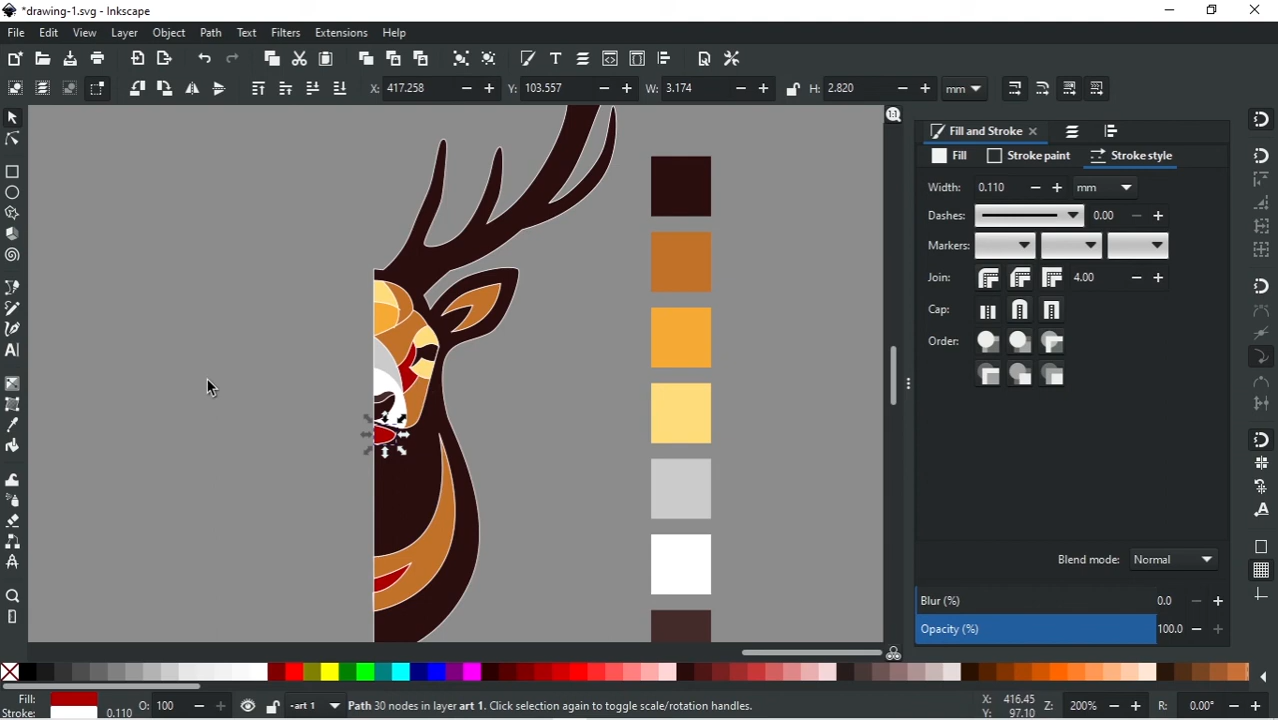 *drawing-1.svg - Inkscape
File Edit View Layer Object Path Text Filters Extensions Help
X: 417.258 Y: 103.557 W: 3.174 H: 2.820 mm
1:1
Fill and Stroke
Fill Stroke paint Stroke style
Width: 0.110 mm
Dashes: 0.00
Markers:
Join: 4.00
Cap:
Order:
Blend mode: Normal
Blur (%) 0.0
Opacity (%) 100.0
Fill: O: 100 -art 1 Path 30 nodes in layer art 1. Click selection again to toggle scale/rotation handles. X: 416.45 Z: 200% R: 0.00°
Stroke: 0.110 Y: 97.10